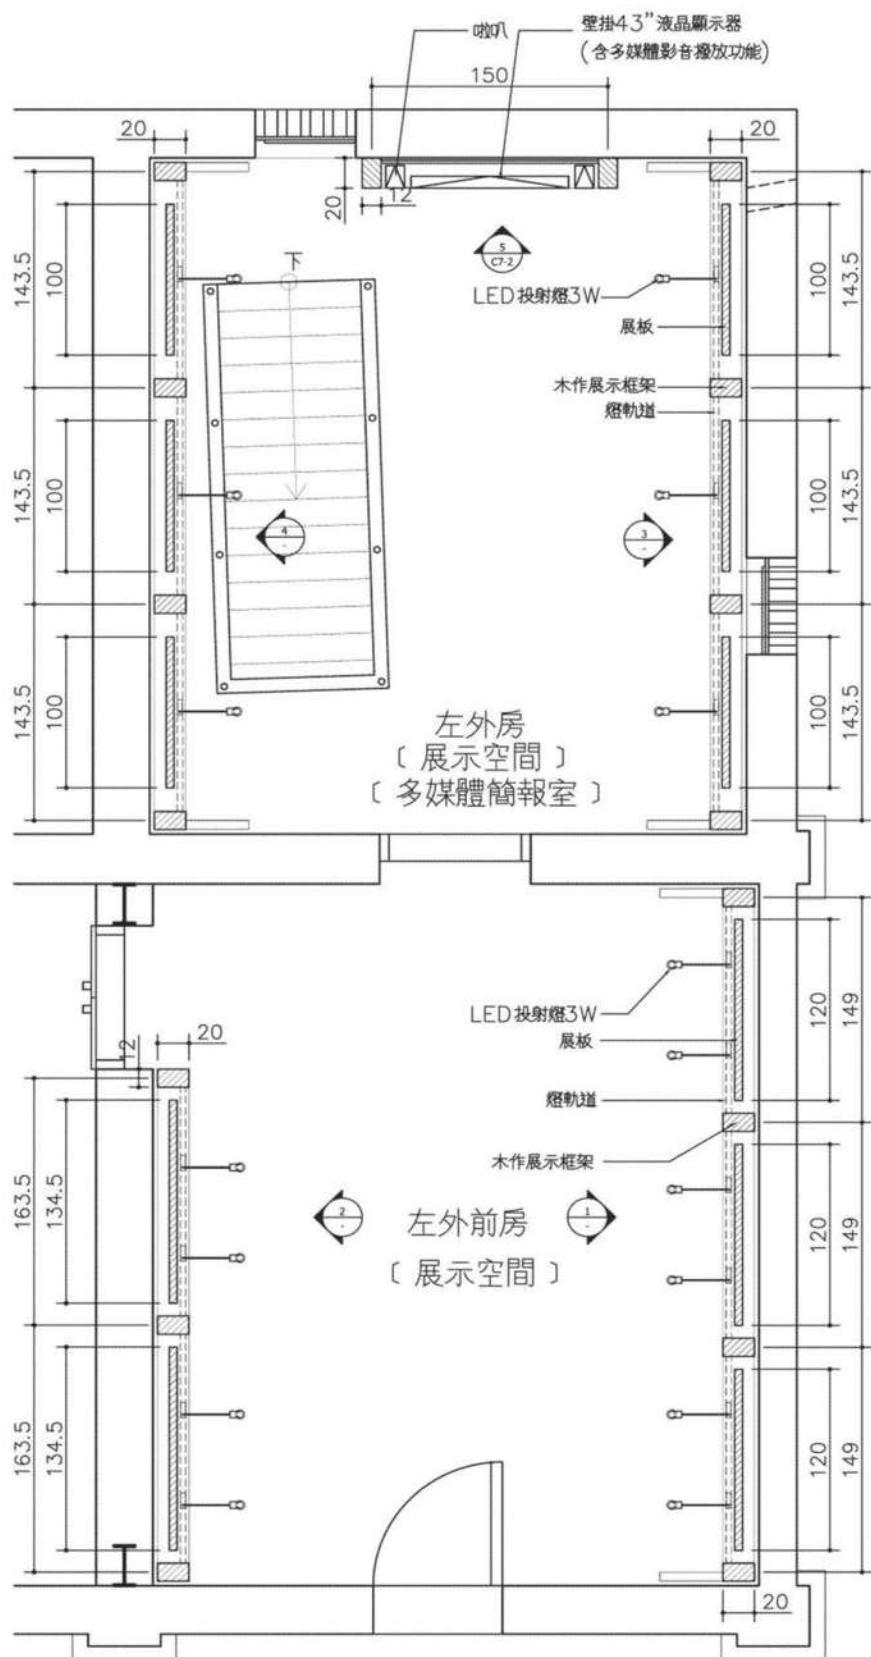 喇叭
壁掛43”液晶顯示器
(含多媒體影音撥放功能)
150
20
20
20
12
下
5
C7-2
LED投射燈3W
展板
木作展示框架
燈軌道
143.5
100
100
143.5
143.5
100
100
143.5
143.5
100
100
143.5
4
-
3
-
左外房
〔 展示空間 〕
〔 多媒體簡報室 〕
LED投射燈3W
展板
燈軌道
木作展示框架
12
20
120
149
163.5
134.5
2
-
1
-
左外前房
〔 展示空間 〕
120
149
163.5
134.5
120
149
20